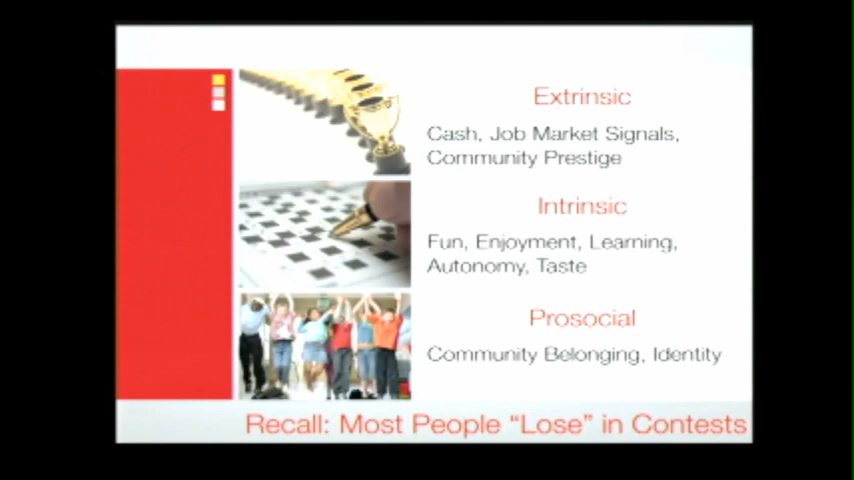 Extrinsic
Cash, Job Market Signals,
Community Prestige
Intrinsic
Fun, Enjoyment, Learning,
Autonomy, Taste
Prosocial
Community Belonging, Identity
Recall: Most People “Lose” in Contests